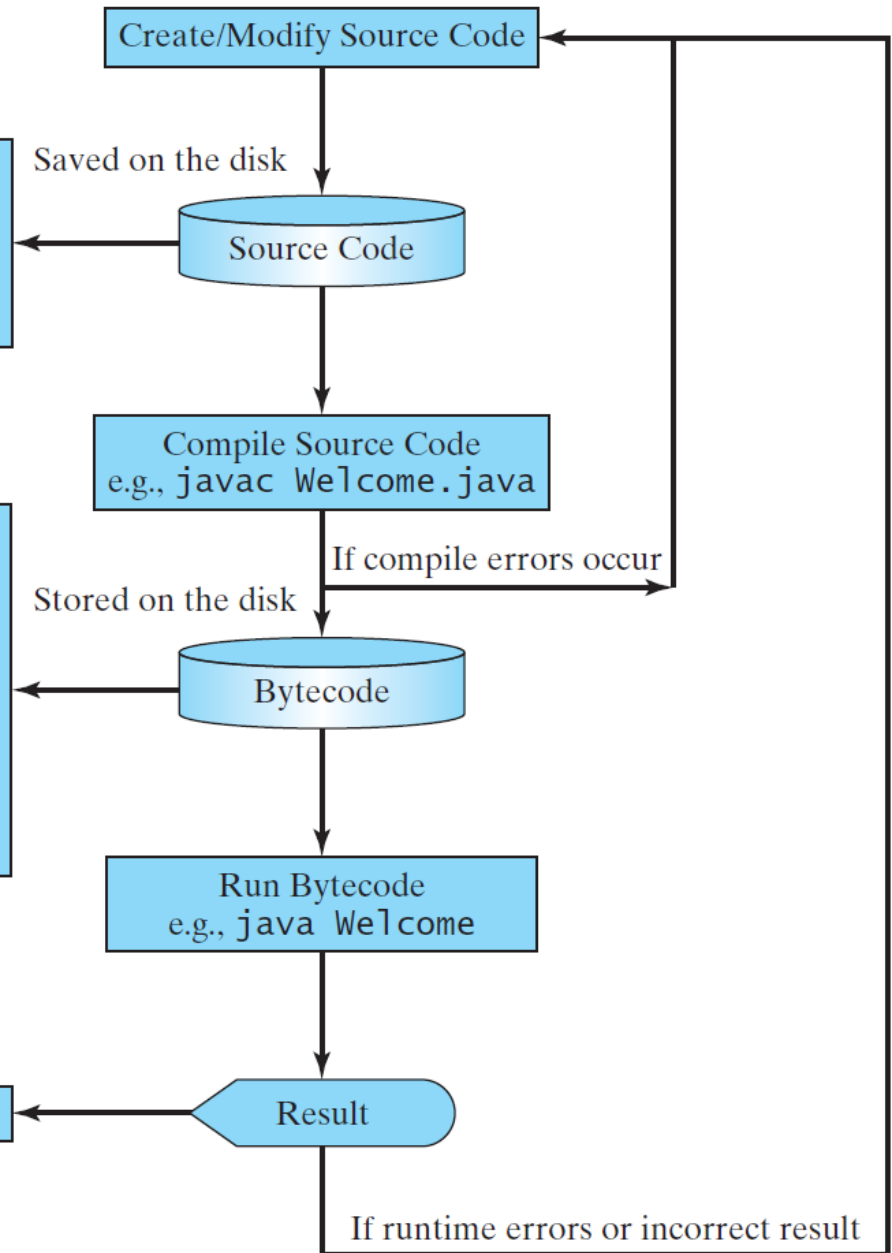 Create/Modify Source Code
Saved on the disk
Source Code
Compile Source Code
e.g., javac Welcome.java
If compile errors occur
Stored on the disk
Bytecode
Run Bytecode
e.g., java Welcome
Result
If runtime errors or incorrect result